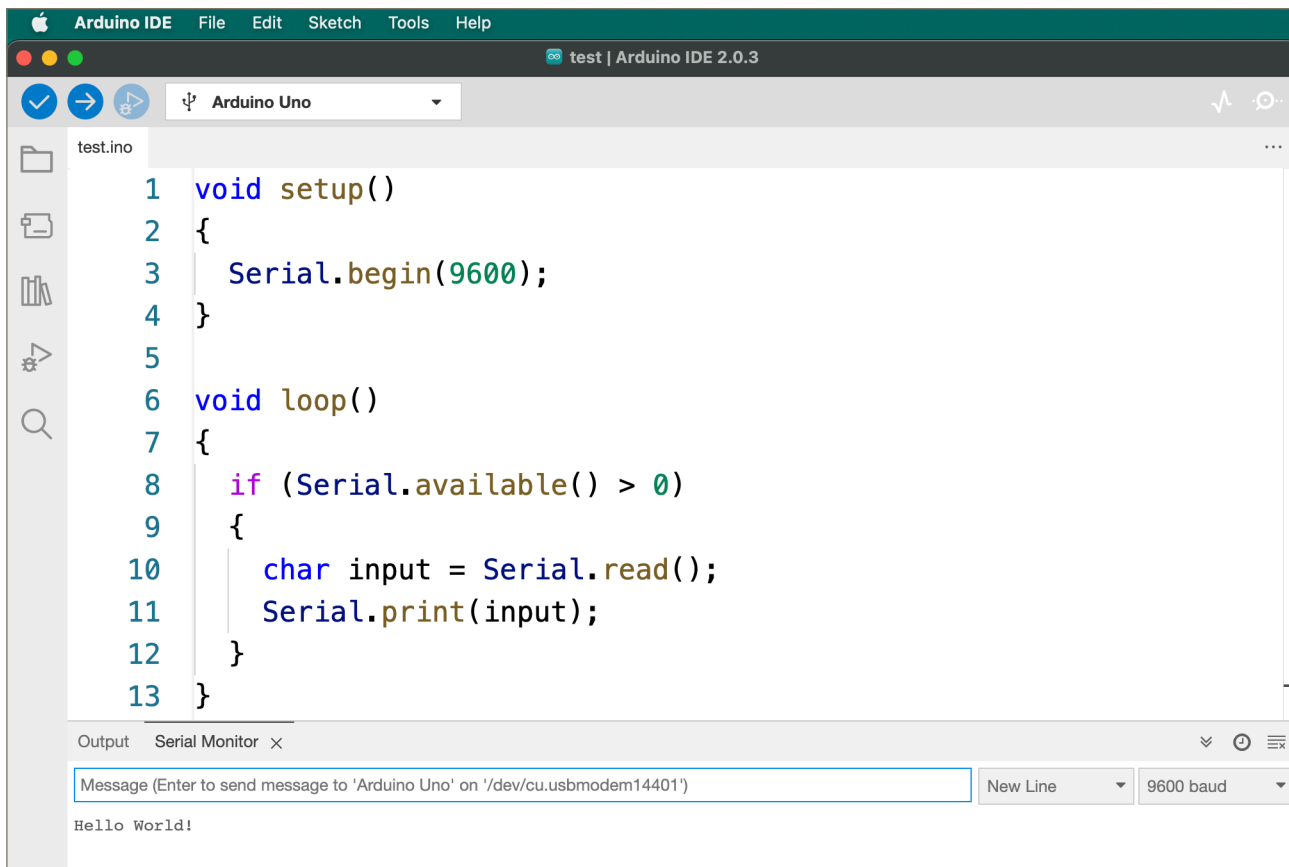 Arduino IDE File Edit Sketch Tools Help
test | Arduino IDE 2.0.3
Arduino Uno
test.ino
1 void setup()
2 {
3   Serial.begin(9600);
4 }
5
6 void loop()
7 {
8   if (Serial.available() > 0)
9   {
10     char input = Serial.read();
11     Serial.print(input);
12   }
13 }
Output Serial Monitor
Message (Enter to send message to 'Arduino Uno' on '/dev/cu.usbmodem14401') New Line 9600 baud
Hello World!